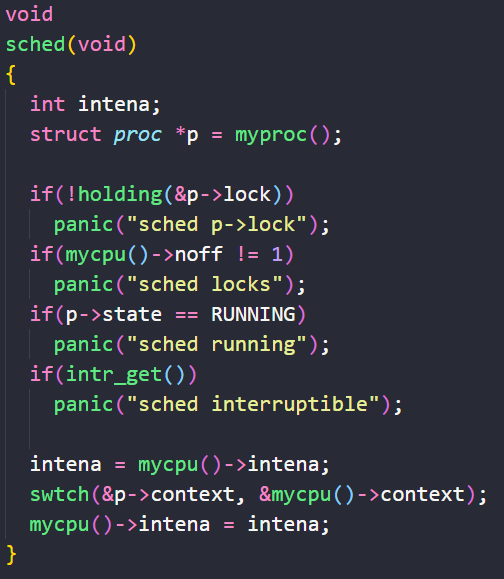 void
sched(void)
{
  int intena;
  struct proc *p = myproc();

  if(!holding(&p->lock))
    panic("sched p->lock");
  if(mycpu()->noff != 1)
    panic("sched locks");
  if(p->state == RUNNING)
    panic("sched running");
  if(intr_get())
    panic("sched interruptible");

  intena = mycpu()->intena;
  swtch(&p->context, &mycpu()->context);
  mycpu()->intena = intena;
}